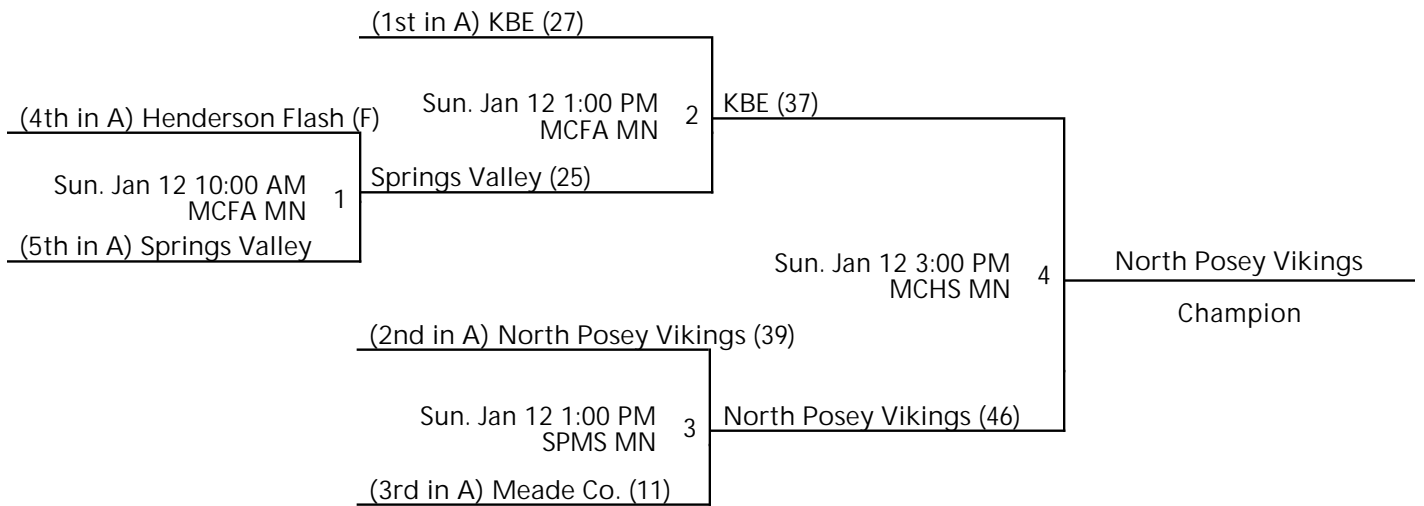 (1st in A) KBE (27)
(4th in A) Henderson Flash (F)
Sun. Jan 12 1:00 PM
MCFA MN
2
KBE (37)
Sun. Jan 12 10:00 AM
MCFA MN
1
Springs Valley (25)
(5th in A) Springs Valley
Sun. Jan 12 3:00 PM
MCHS MN
4
North Posey Vikings
Champion
(2nd in A) North Posey Vikings (39)
Sun. Jan 12 1:00 PM
SPMS MN
3
North Posey Vikings (46)
(3rd in A) Meade Co. (11)